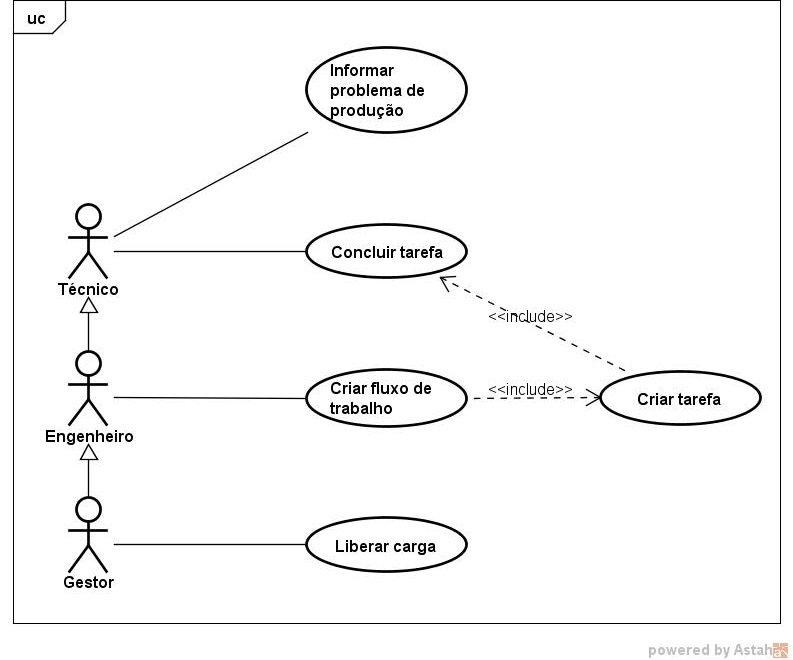 uc
Informar
problema de
produção
Concluir tarefa
Técnico
<<include>>
Criar fluxo de
trabalho
<<include>>
Criar tarefa
Engenheiro
Liberar carga
Gestor
powered by Astah